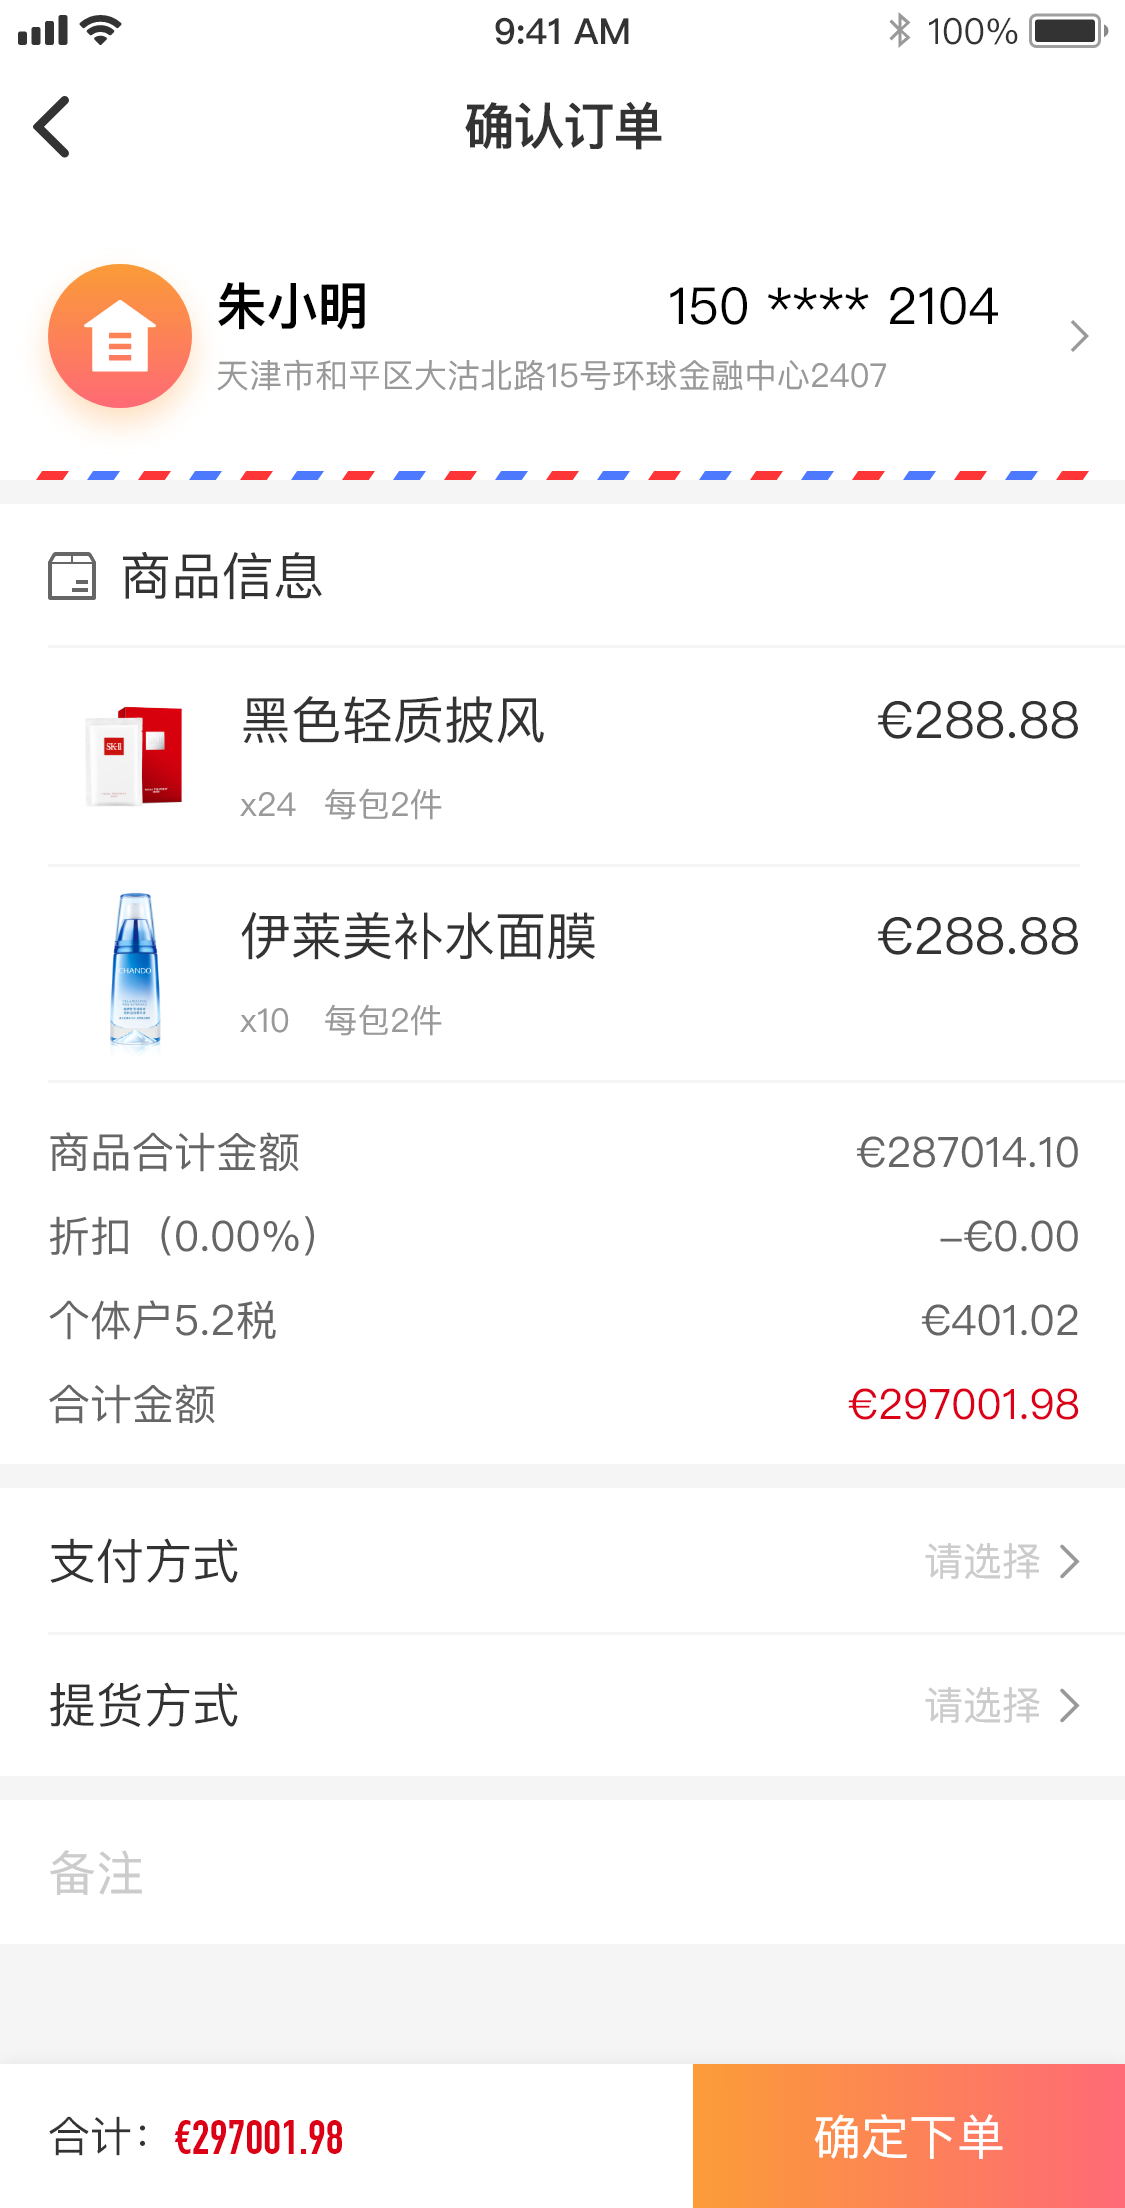 9:41 AM
100%
确认订单
朱小明
150 **** 2104
天津市和平区大沽北路15号环球金融中心2407
商品信息
SK-II
黑色轻质披风
€288.88
x24 每包2件
CHANDO
伊莱美补水面膜
€288.88
x10 每包2件
商品合计金额
€287014.10
折扣（0.00%）
–€0.00
个体户5.2税
€401.02
合计金额
€297001.98
支付方式
请选择
提货方式
请选择
备注
合计：€297001.98
确定下单